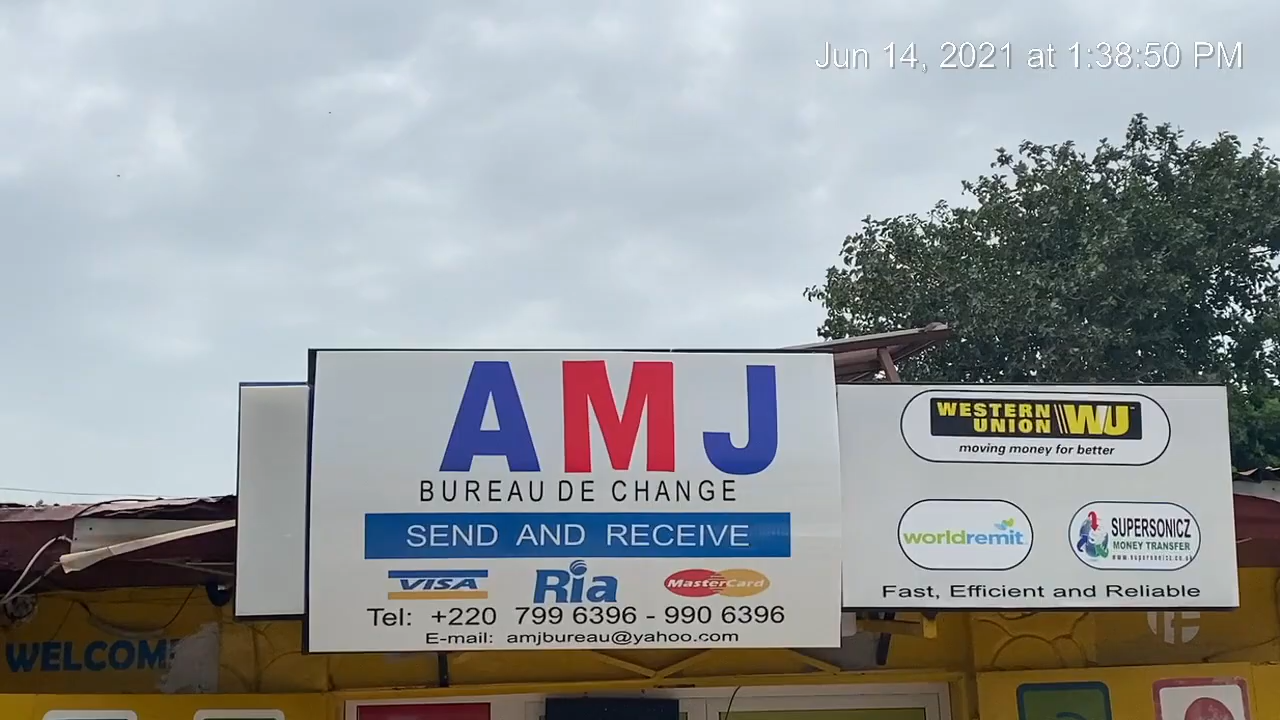 Jun 14, 2021 at 1:38:50 PM
AMJ
BUREAU DE CHANGE
SEND AND RECEIVE
VISA Ria MasterCard
Tel: +220 799 6396 - 990 6396
E-mail: amjbureau@yahoo.com
WESTERN UNION WU
moving money for better
worldremit
SUPERSONICZ
MONEY TRANSFER
Fast, Efficient and Reliable
WELCOME